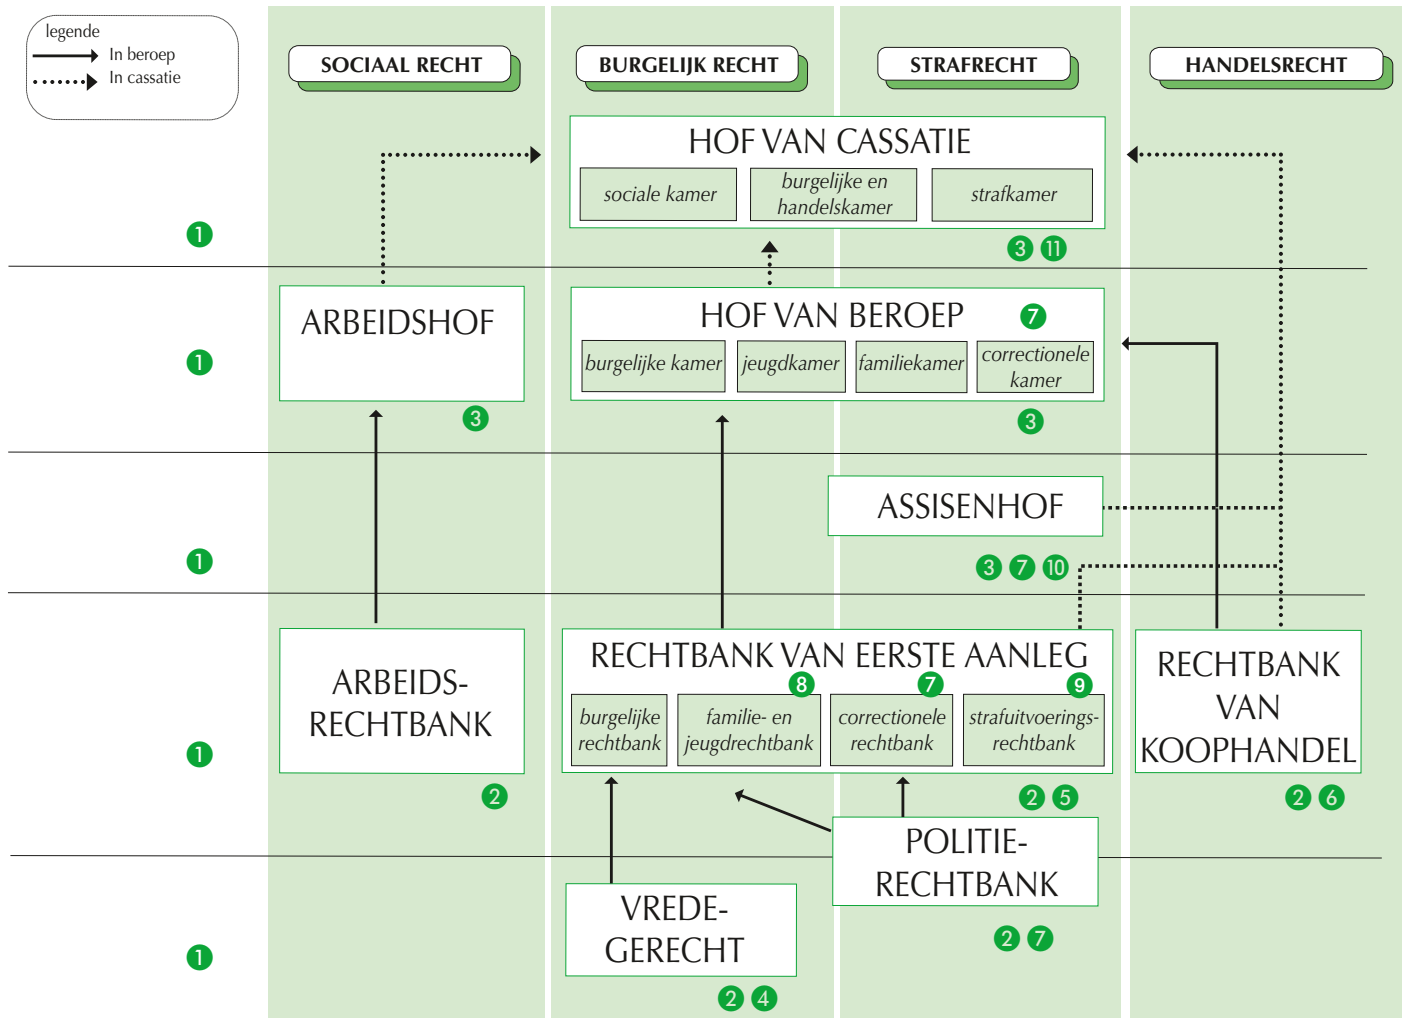 legende
In beroep
In cassatie
SOCIAAL RECHT
BURGELIJK RECHT
STRAFRECHT
HANDELSRECHT
HOF VAN CASSATIE
sociale kamer
burgelijke en
handelskamer
strafkamer
1
3 11
ARBEIDSHOF
HOF VAN BEROEP
7
burgelijke kamer
jeugdkamer
familiekamer
correctionele
kamer
1
3
3
ASSISENHOF
1
3 7 10
ARBEIDS-
RECHTBANK
RECHTBANK VAN EERSTE AANLEG
8
7
9
burgelijke
rechtbank
familie- en
jeugdrechtbank
correctionele
rechtbank
strafuitvoerings-
rechtbank
RECHTBANK
VAN
KOOPHANDEL
1
2
2 5
2 6
POLITIE-
RECHTBANK
2 7
VREDE-
GERECHT
1
2 4